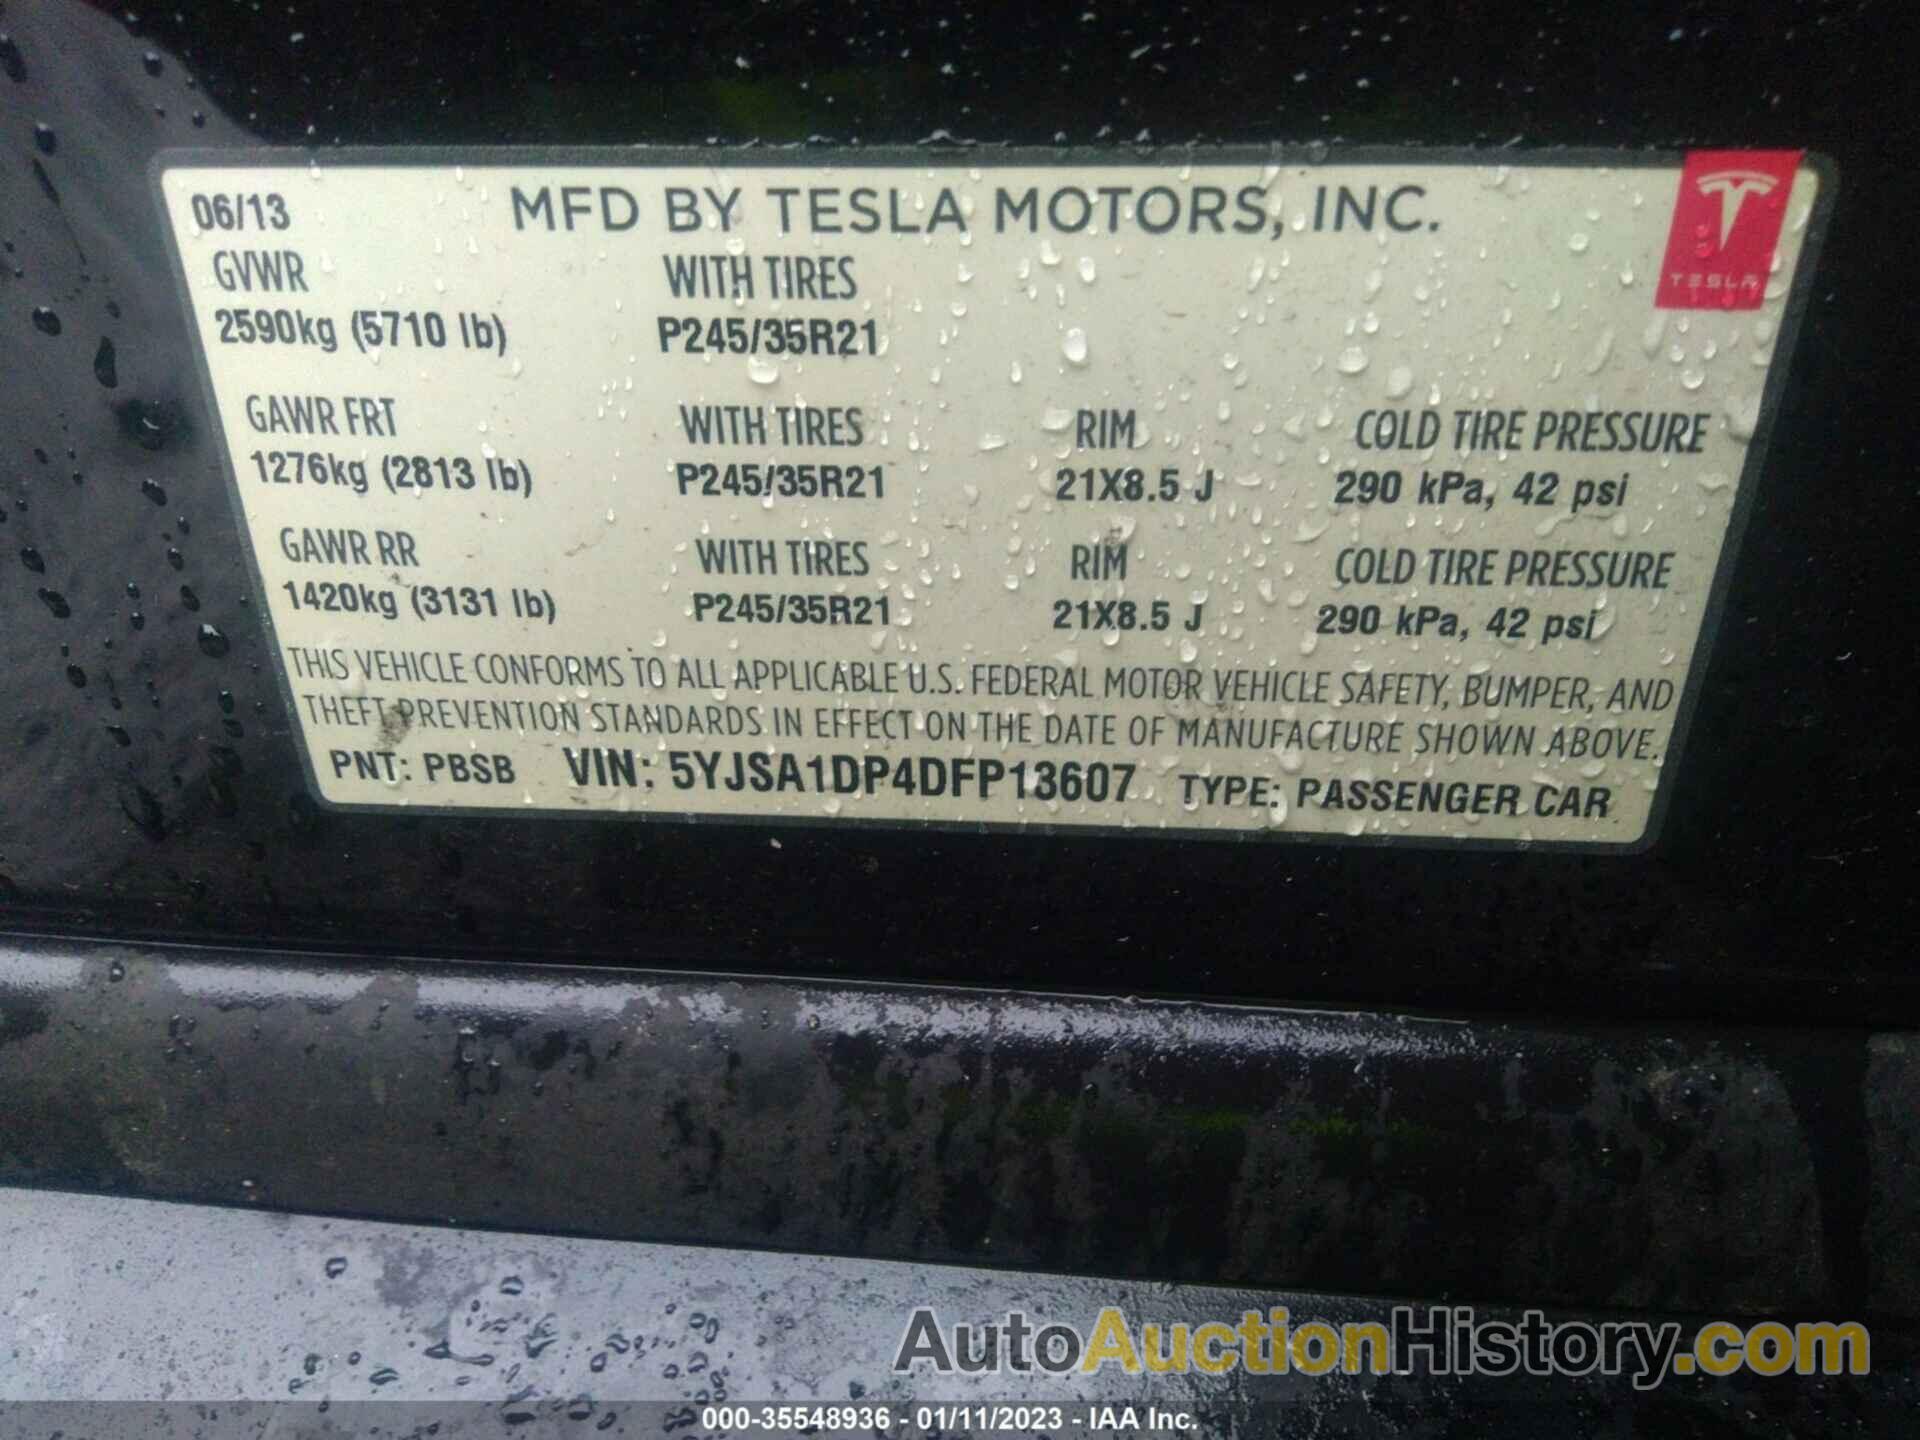 06/13 MFD BY TESLA MOTORS, INC.
TESLA
GVWR WITH TIRES
2590kg (5710 lb) P245/35R21
GAWR FRT WITH TIRES RIM COLD TIRE PRESSURE
1276kg (2813 lb) P245/35R21 21X8.5 J 290 kPa, 42 psi
GAWR RR WITH TIRES RIM COLD TIRE PRESSURE
1420kg (3131 lb) P245/35R21 21X8.5 J 290 kPa, 42 psi
THIS VEHICLE CONFORMS TO ALL APPLICABLE U.S. FEDERAL MOTOR VEHICLE SAFETY, BUMPER, AND
THEFT PREVENTION STANDARDS IN EFFECT ON THE DATE OF MANUFACTURE SHOWN ABOVE.
PNT: PBSB VIN: 5YJSA1DP4DFP13607 TYPE: PASSENGER CAR
AutoAuctionHistory.com
000-35548936 - 01/11/2023 - IAA Inc.